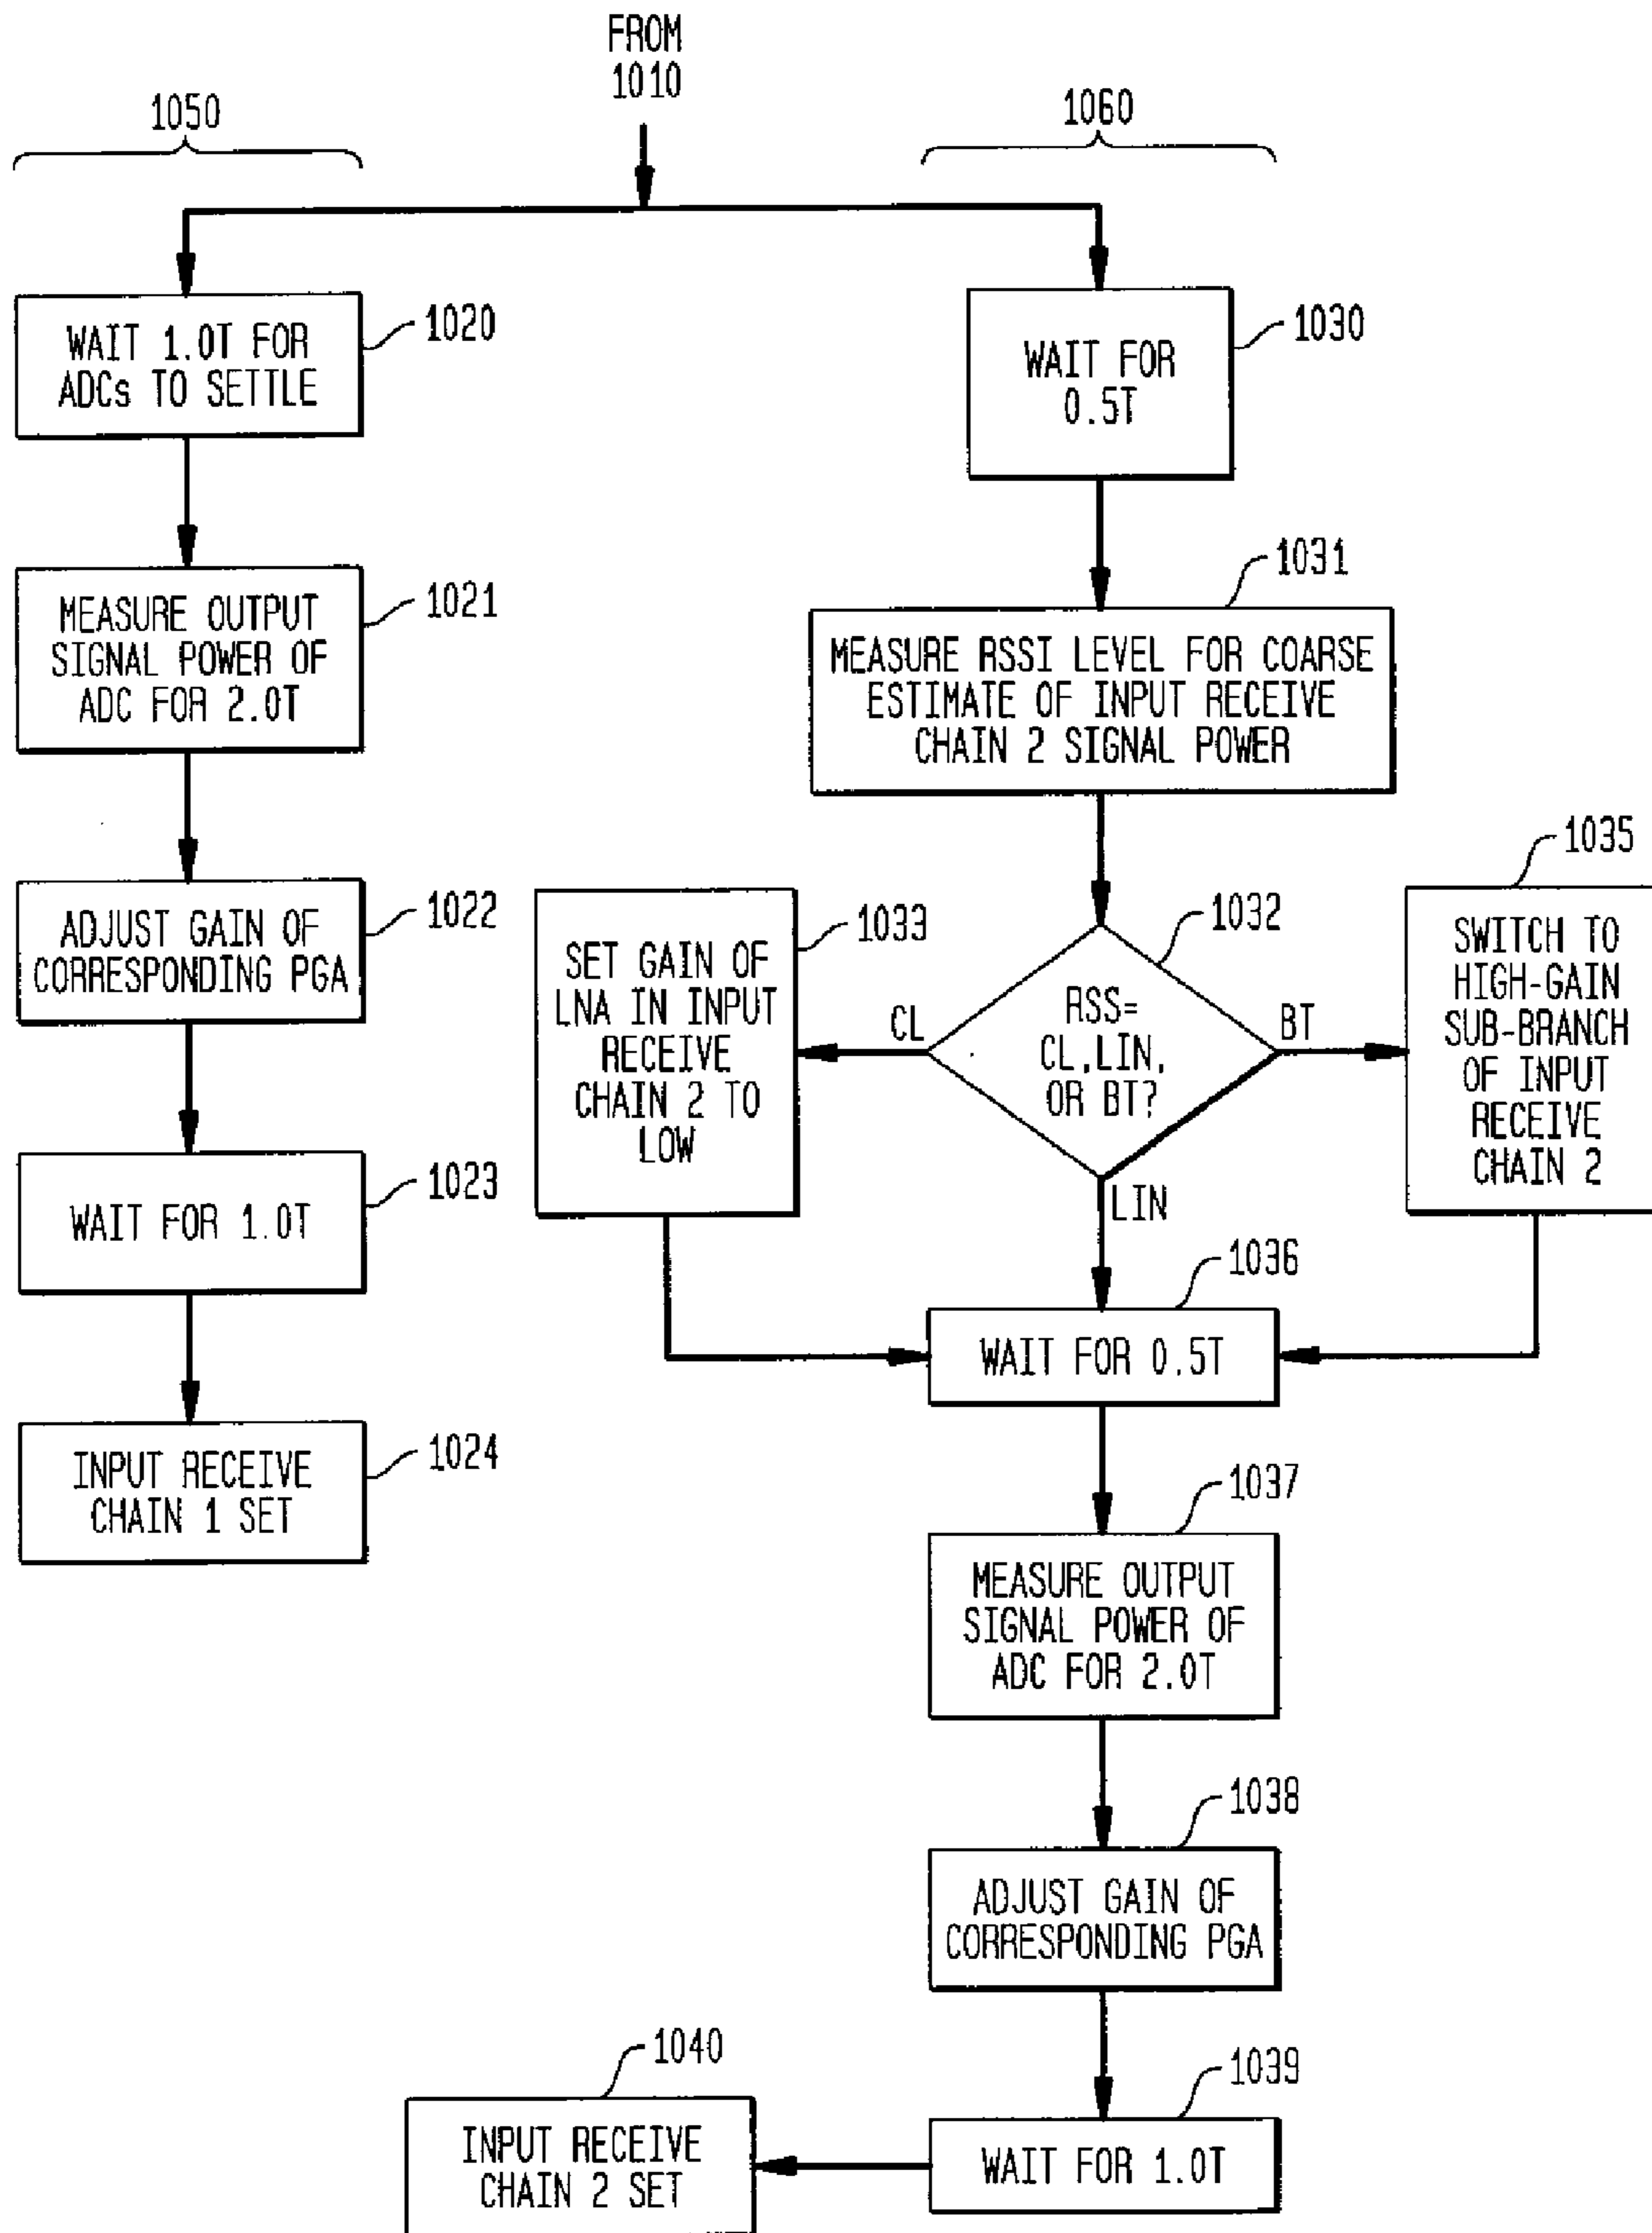 FROM
1010
1050
1060
WAIT 1.0T FOR
ADCs TO SETTLE
1020
MEASURE OUTPUT
SIGNAL POWER OF
ADC FOR 2.0T
1021
ADJUST GAIN OF
CORRESPONDING PGA
1022
WAIT FOR 1.0T
1023
INPUT RECEIVE
CHAIN 1 SET
1024
WAIT FOR
0.5T
1030
MEASURE RSSI LEVEL FOR COARSE
ESTIMATE OF INPUT RECEIVE
CHAIN 2 SIGNAL POWER
1031
RSS=
CL,LIN,
OR BT?
1032
CL
BT
LIN
SET GAIN OF
LNA IN INPUT
RECEIVE
CHAIN 2 TO
LOW
1033
SWITCH TO
HIGH-GAIN
SUB-BRANCH
OF INPUT
RECEIVE
CHAIN 2
1035
WAIT FOR 0.5T
1036
MEASURE OUTPUT
SIGNAL POWER OF
ADC FOR 2.0T
1037
ADJUST GAIN OF
CORRESPONDING PGA
1038
WAIT FOR 1.0T
1039
INPUT RECEIVE
CHAIN 2 SET
1040